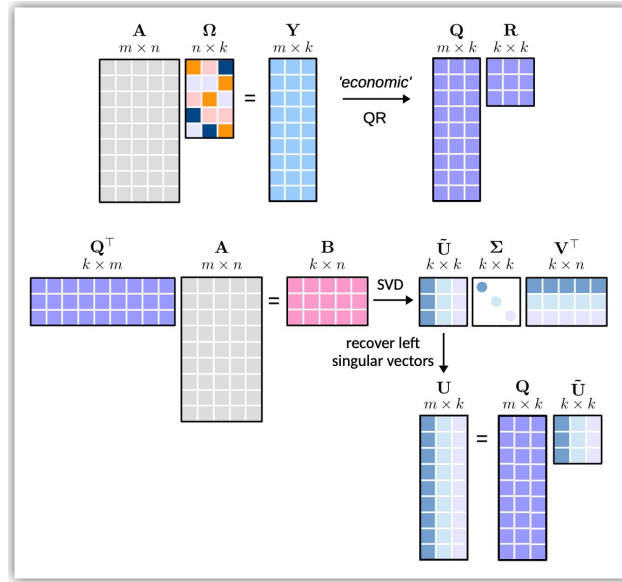 A Ω Y Q R
m × n n × k m × k m × k k × k
=
'economic'
QR
Q⊤ A B Ũ Σ V⊤
k × m m × n k × n k × k k × k k × n
=
SVD
recover left
singular vectors
U Q Ũ
m × k m × k k × k
=